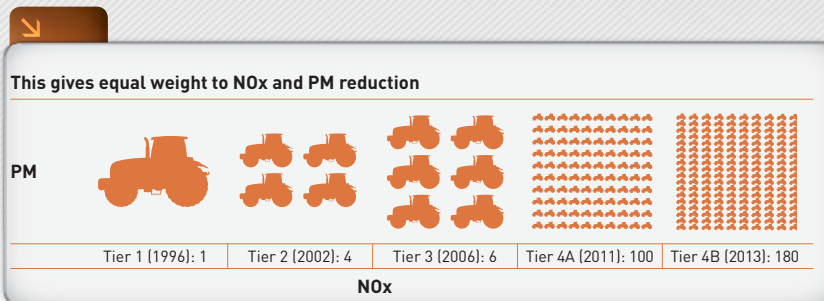 This gives equal weight to NOx and PM reduction
PM
Tier 1 (1996): 1
Tier 2 (2002): 4
Tier 3 (2006): 6
Tier 4A (2011): 100
Tier 4B (2013): 180
NOx